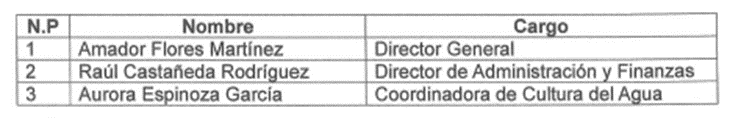 N.P Nombre Cargo
1 Amador Flores Martínez Director General
2 Raúl Castañeda Rodríguez Director de Administración y Finanzas
3 Aurora Espinoza García Coordinadora de Cultura del Agua